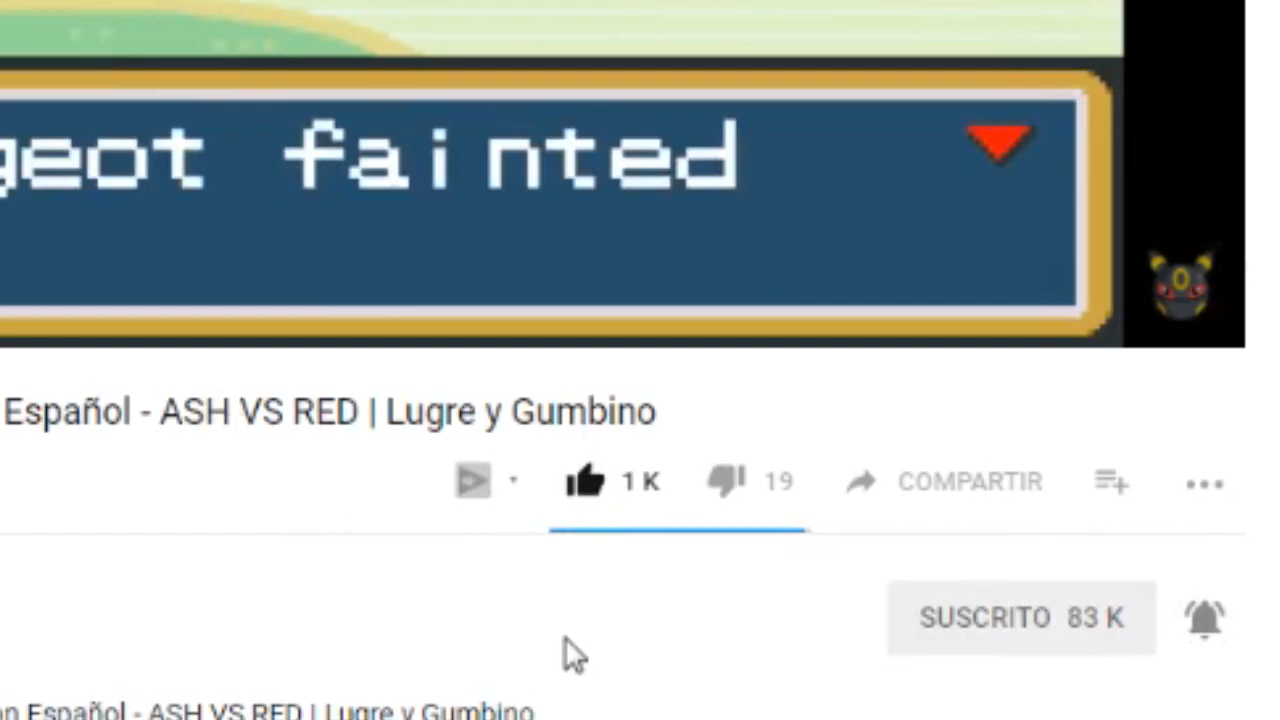 geot fainted
Español - ASH VS RED | Lugre y Gumbino
1 K 19 COMPARTIR
SUSCRITO 83 K
on Español - ASH VS RED | Lugre y Gumbino